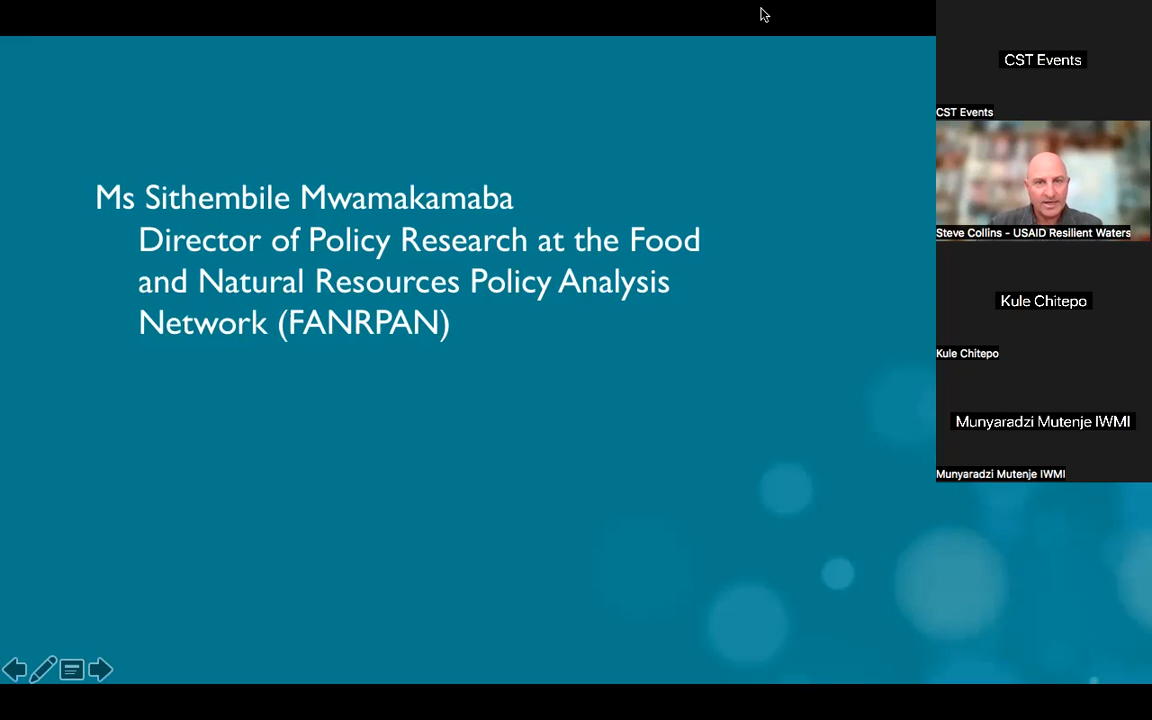 Ms Sithembile Mwamakamaba
Director of Policy Research at the Food
and Natural Resources Policy Analysis
Network (FANRPAN)
CST Events
CST Events
Steve Collins - USAID Resilient Waters
Kule Chitepo
Kule Chitepo
Munyaradzi Mutenje IWMI
Munyaradzi Mutenje IWMI